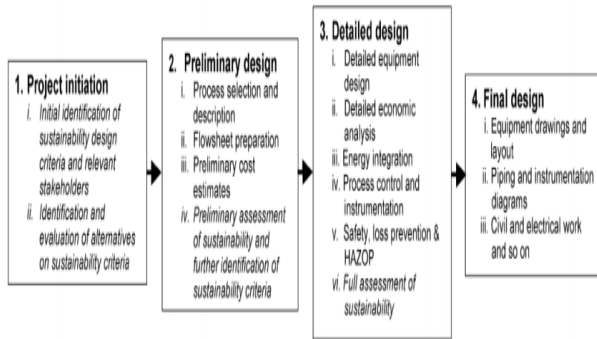 1. Project initiation
i. Initial identification of
sustainability design
criteria and relevant
stakeholders
ii. Identification and
evaluation of alternatives
on sustainability criteria
2. Preliminary design
i. Process selection and
description
ii. Flowsheet preparation
iii. Preliminary cost
estimates
iv. Preliminary assessment
of sustainability and
further identification of
sustainability criteria
3. Detailed design
i. Detailed equipment
design
ii. Detailed economic
analysis
iii. Energy integration
iv. Process control and
instrumentation
v. Safety, loss prevention &
HAZOP
vi. Full assessment of
sustainability
4. Final design
i. Equipment drawings and
layout
ii. Piping and instrumentation
diagrams
iii. Civil and electrical work
and so on